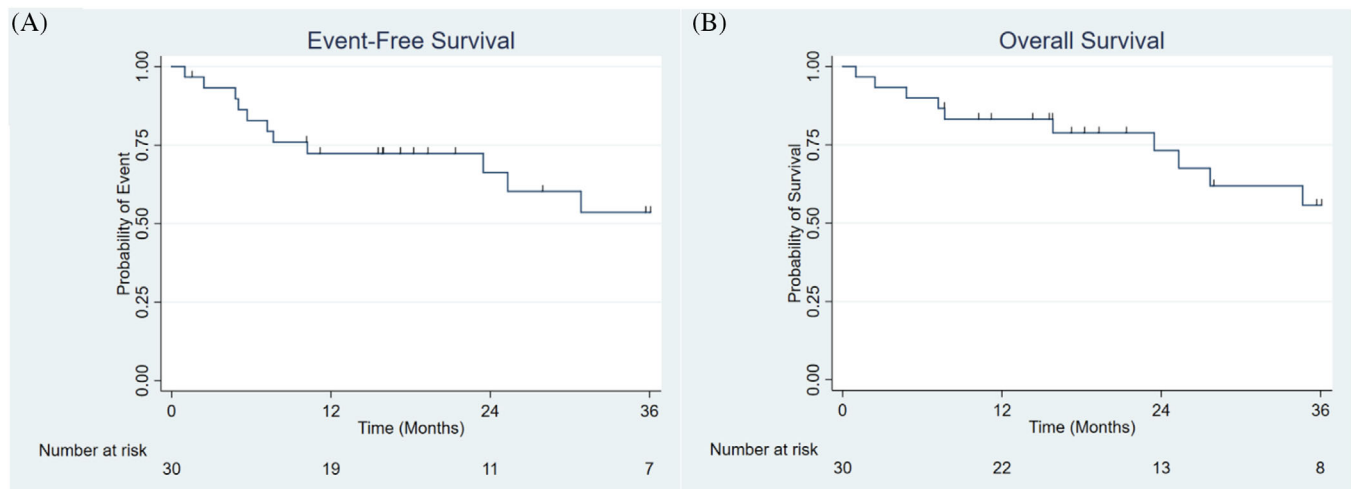 (A)
Event-Free Survival
Probability of Event
1.00
0.75
0.50
0.25
0.00
0 12 24 36
Time (Months)
Number at risk
30 19 11 7
(B)
Overall Survival
Probability of Survival
1.00
0.75
0.50
0.25
0.00
0 12 24 36
Time (Months)
Number at risk
30 22 13 8